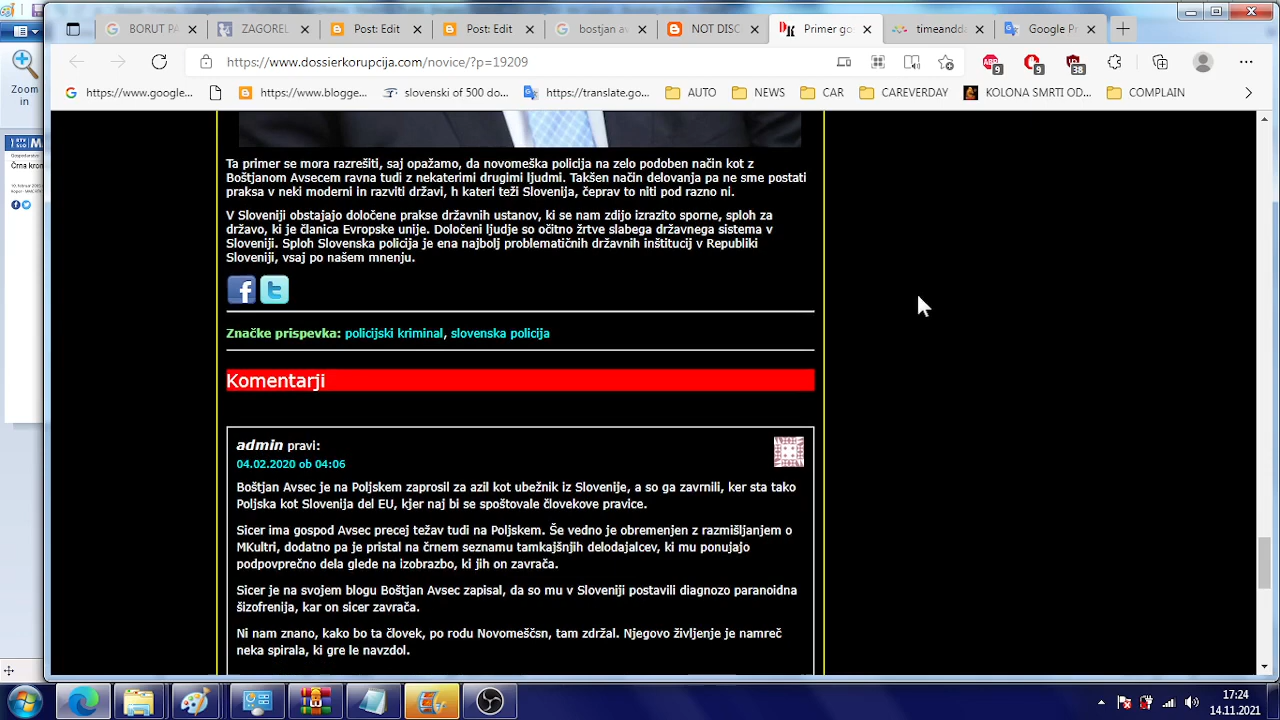 BORUT PA
ZAGOREL
Post: Edit
Post: Edit
bostjan av
NOT DISC
Primer go
timeandda
Google Pr
https://www.dossierkorupcija.com/novice/?p=19209
ABP
9
9
38
https://www.google...
https://www.blogge...
slovenski of 500 do...
https://translate.go...
AUTO
NEWS
CAR
CAREVERDAY
KOLONA SMRTI OD...
COMPLAIN
Zoom
in
RTV
SLO
Črna kron
Ta primer se mora razrešiti, saj opažamo, da novomeška policija na zelo podoben način kot z
Boštjanom Avsecem ravna tudi z nekaterimi drugimi ljudmi. Takšen način delovanja pa ne sme postati
praksa v neki moderni in razviti državi, h kateri teži Slovenija, čeprav to niti pod razno ni.
V Sloveniji obstajajo določene prakse državnih ustanov, ki se nam zdijo izrazito sporne, sploh za
državo, ki je članica Evropske unije. Določeni ljudje so očitno žrtve slabega državnega sistema v
Sloveniji. Sploh Slovenska policija je ena najbolj problematičnih državnih inštitucij v Republiki
Sloveniji, vsaj po našem mnenju.
Značke prispevka: policijski kriminal, slovenska policija
Komentarji
admin pravi:
04.02.2020 ob 04:06
Boštjan Avsec je na Poljskem zaprosil za azil kot ubežnik iz Slovenije, a so ga zavrnili, ker sta tako
Poljska kot Slovenija del EU, kjer naj bi se spoštovale človekove pravice.
Sicer ima gospod Avsec precej težav tudi na Poljskem. Še vedno je obremenjen z razmišljanjem o
MKultri, dodatno pa je pristal na črnem seznamu tamkajšnjih delodajalcev, ki mu ponujajo
podpovprečno dela glede na izobrazbo, ki jih on zavrača.
Sicer je na svojem blogu Boštjan Avsec zapisal, da so mu v Sloveniji postavili diagnozo paranoidna
šizofrenija, kar on sicer zavrača.
Ni nam znano, kako bo ta človek, po rodu Novomeščsn, tam zdržal. Njegovo življenje je namreč
neka spirala, ki gre le navzdol.
17:24
14.11.2021